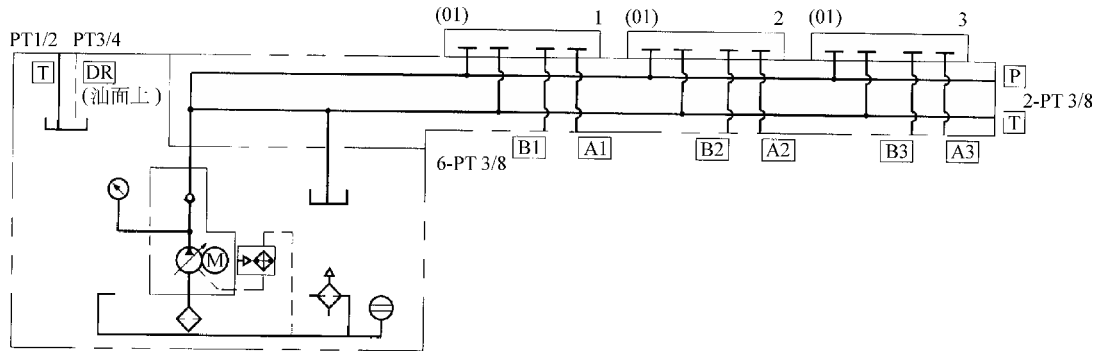 (01) 1 (01) 2 (01) 3
PT1/2 PT3/4
T DR
(油面上)
P
2-PT 3/8
T
B1 A1 B2 A2 B3 A3
6-PT 3/8
M